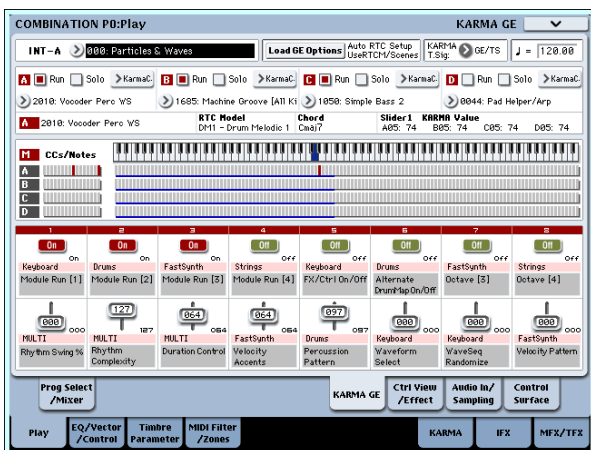 COMBINATION P0:Play KARMA GE
INT-A 000: Particles & Waves Load GE Options Auto RTC Setup UseRTCM/Scenes KARMA T.Sig: GE/TS ♩ = 120.00
A Run Solo KarmaC. B Run Solo KarmaC. C Run Solo KarmaC. D Run Solo KarmaC.
2010: Vocoder Perc WS 1685: Machine Groove [All Ki 1050: Simple Bass 2 0044: Pad Helper/Arp
RTC Model Chord Slider1 KARMA Value
A 2010: Vocoder Perc WS DM1 - Drum Melodic 1 Cmaj7 A05: 74 B05: 74 C05: 74 D05: 74
M CCs/Notes
A
B
C
D
1 2 3 4 5 6 7 8
On On On Off Off Off Off Off
On On On Off Off Off Off Off
Keyboard Drums FastSynth Strings Keyboard Drums FastSynth Strings
Module Run [1] Module Run [2] Module Run [3] Module Run [4] FX/Ctrl On/Off Alternate DrumMap On/Off Octave [3] Octave [4]
000 127 064 064 097 000 000 000
000 127 064 064 097 000 000 000
MULTI MULTI MULTI FastSynth Drums Keyboard Keyboard FastSynth
Rhythm Swing % Rhythm Complexity Duration Control Velocity Accents Percussion Pattern Waveform Select WaveSeq Randomize Velocity Pattern
Prog Select /Mixer KARMA GE Ctrl View /Effect Audio In/ Sampling Control Surface
Play EQ/Vector /Control Timbre Parameter MIDI Filter /Zones KARMA IFX MFX/TFX